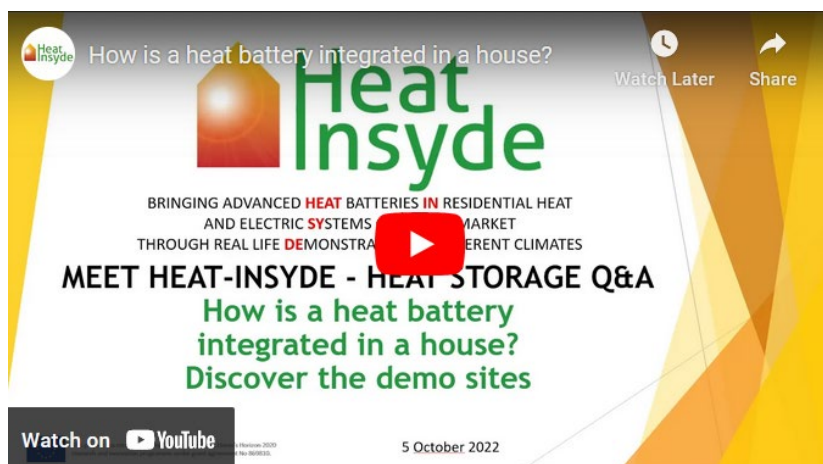 Heat
Insyde
How is a heat battery integrated in a house?
Watch Later
Share
Heat
Insyde
BRINGING ADVANCED HEAT BATTERIES IN RESIDENTIAL HEAT
AND ELECTRIC SYSTEMS MARKET
THROUGH REAL LIFE DEMONSTRA ERENT CLIMATES
MEET HEAT-INSYDE - HEAT STORAGE Q&A
How is a heat battery
integrated in a house?
Discover the demo sites
Watch on YouTube
5 October 2022